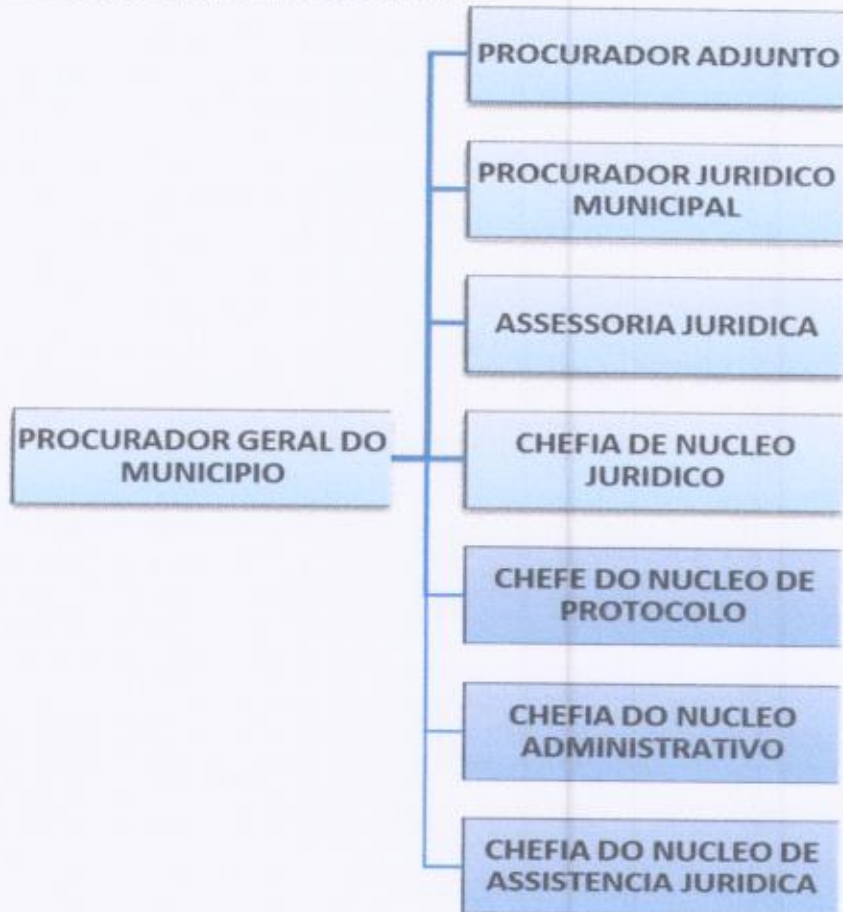 PROCURADOR ADJUNTO
PROCURADOR JURIDICO
MUNICIPAL
ASSESSORIA JURIDICA
PROCURADOR GERAL DO
MUNICIPIO
CHEFIA DE NUCLEO
JURIDICO
CHEFE DO NUCLEO DE
PROTOCOLO
CHEFIA DO NUCLEO
ADMINISTRATIVO
CHEFIA DO NUCLEO DE
ASSISTENCIA JURIDICA